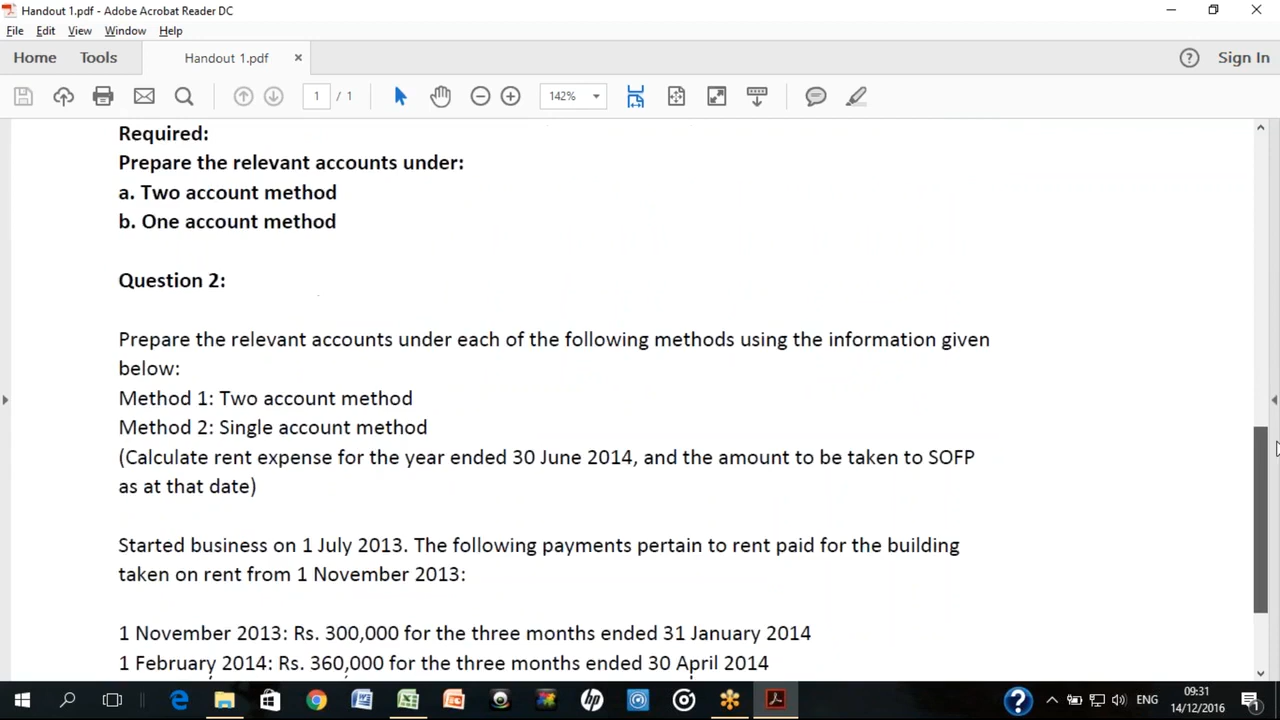 Handout 1.pdf - Adobe Acrobat Reader DC
File Edit View Window Help
Home Tools Handout 1.pdf × ? Sign In
1 / 1 142%
Required:
Prepare the relevant accounts under:
a. Two account method
b. One account method
Question 2:
Prepare the relevant accounts under each of the following methods using the information given
below:
Method 1: Two account method
Method 2: Single account method
(Calculate rent expense for the year ended 30 June 2014, and the amount to be taken to SOFP
as at that date)
Started business on 1 July 2013. The following payments pertain to rent paid for the building
taken on rent from 1 November 2013:
1 November 2013: Rs. 300,000 for the three months ended 31 January 2014
1 February 2014: Rs. 360,000 for the three months ended 30 April 2014
ENG 09:31
14/12/2016